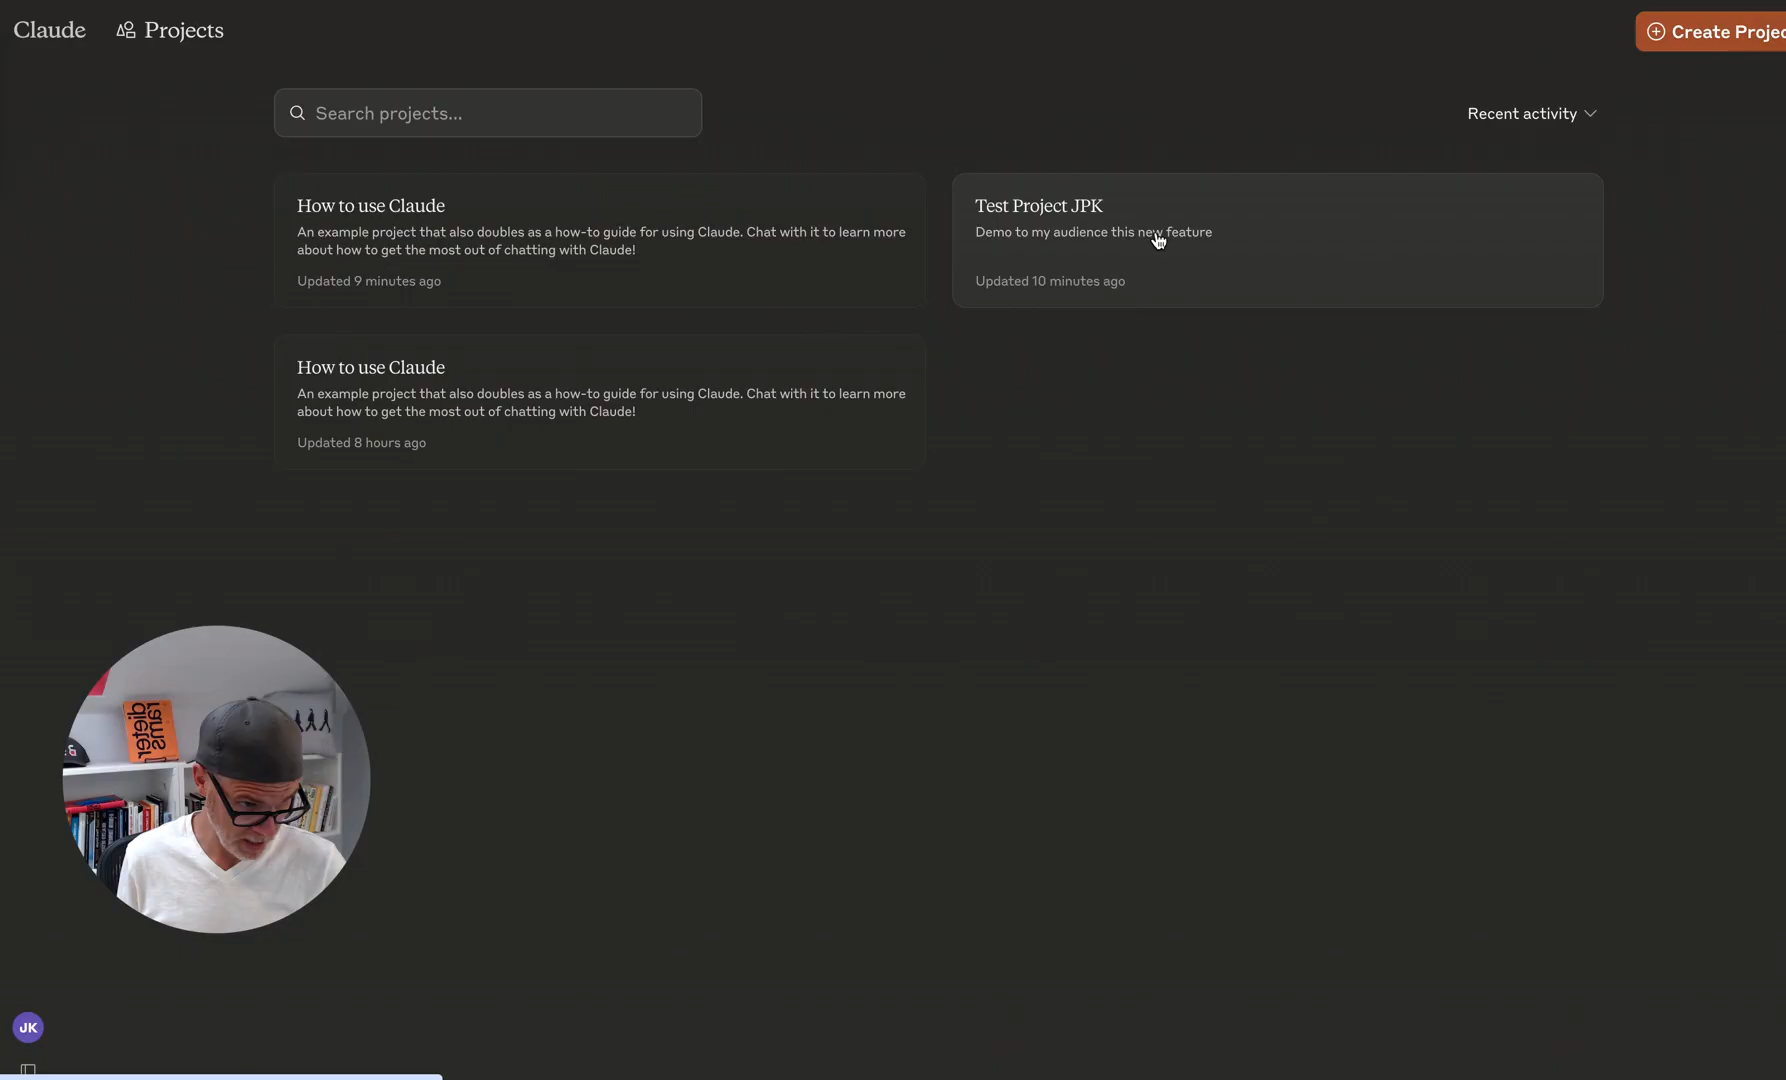 Claude
Projects
Create Projec
Search projects...
Recent activity
How to use Claude
An example project that also doubles as a how-to guide for using Claude. Chat with it to learn more
about how to get the most out of chatting with Claude!
Updated 9 minutes ago
Test Project JPK
Demo to my audience this new feature
Updated 10 minutes ago
How to use Claude
An example project that also doubles as a how-to guide for using Claude. Chat with it to learn more
about how to get the most out of chatting with Claude!
Updated 8 hours ago
dieter
rams
JK